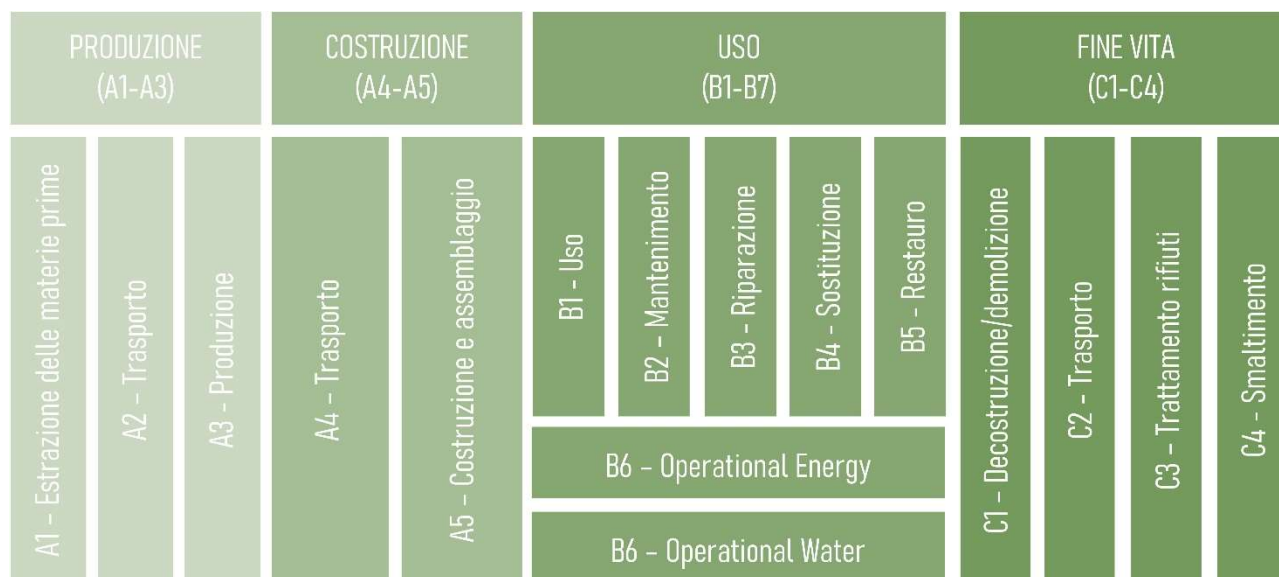 PRODUZIONE
(A1-A3)
COSTRUZIONE
(A4-A5)
USO
(B1-B7)
FINE VITA
(C1-C4)
A1 – Estrazione delle materie prime
A2 – Trasporto
A3 - Produzione
A4 – Trasporto
A5 – Costruzione e assemblaggio
B1 - Uso
B2 – Mantenimento
B3 – Riparazione
B4 – Sostituzione
B5 – Restauro
B6 – Operational Energy
B6 – Operational Water
C1 – Decostruzione/demolizione
C2 – Trasporto
C3 – Trattamento rifiuti
C4 – Smaltimento